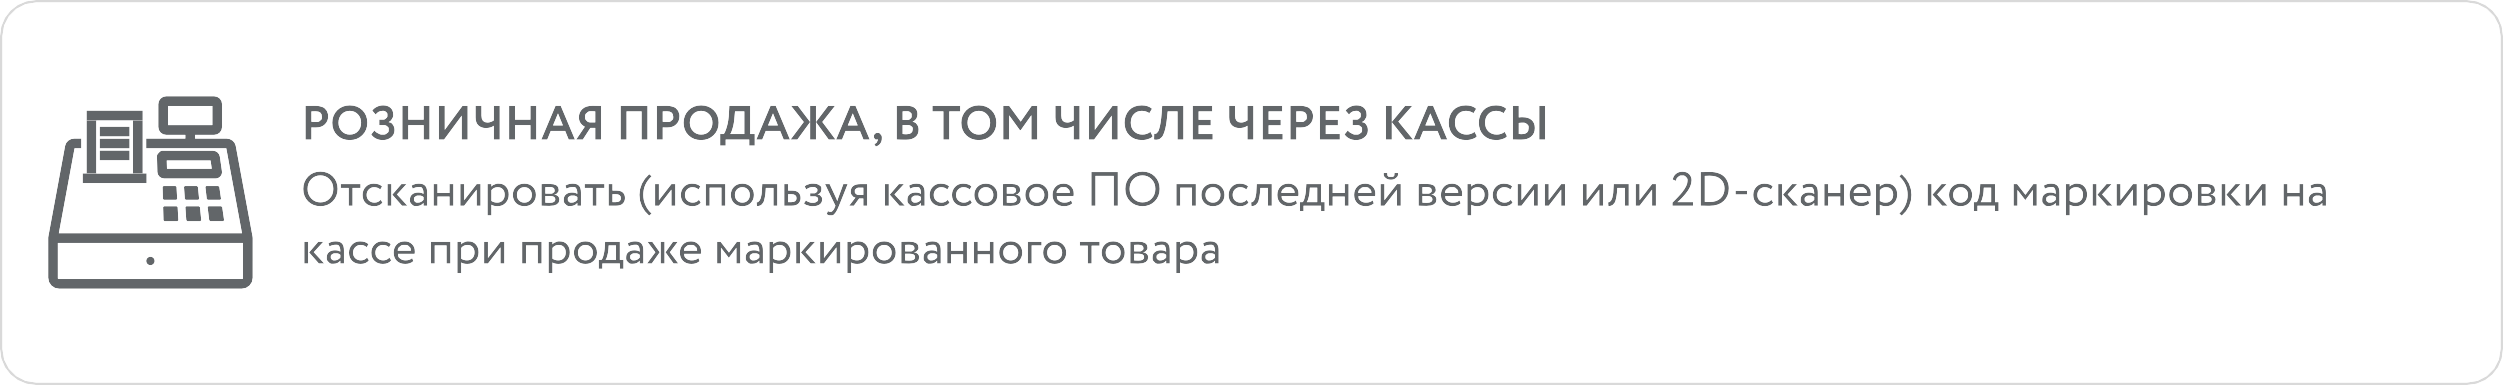 РОЗНИЧНАЯ ПРОДАЖА, В ТОМ ЧИСЛЕ ЧЕРЕЗ КАССЫ
Отсканировать (используя кассовое ПО последней версии или 2D-сканнер) код маркировки на
кассе при продаже маркированного товара